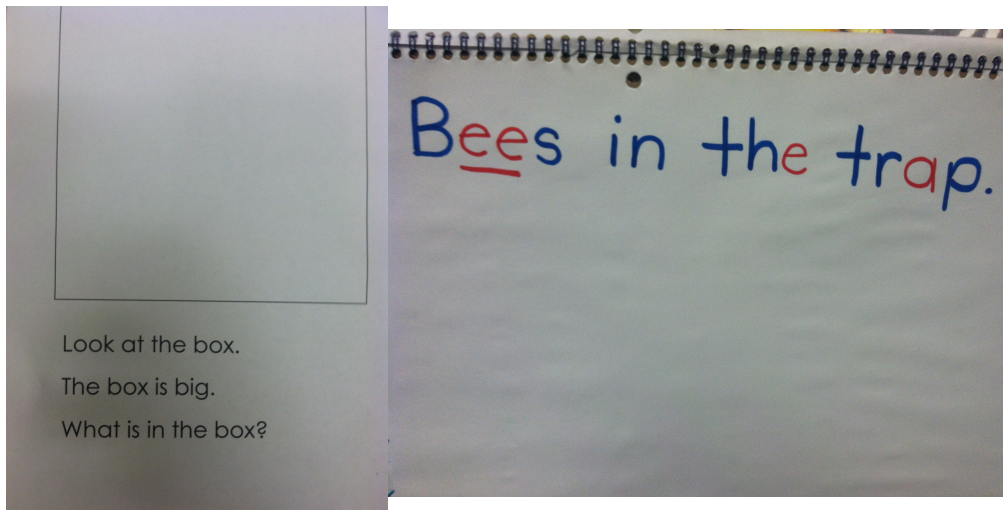 Look at the box.
The box is big.
What is in the box?
Bees in the trap.